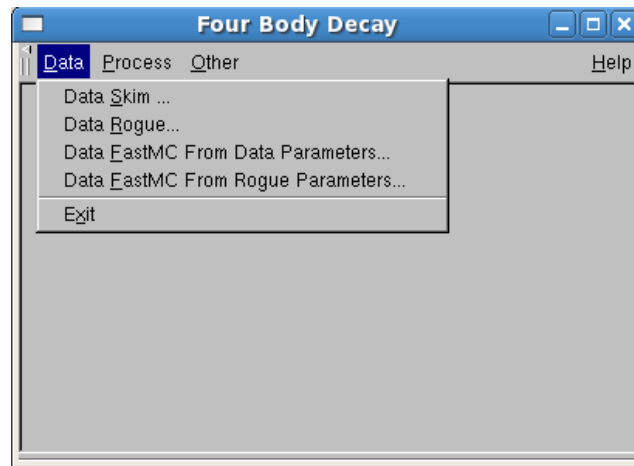 Four Body Decay
Data Process Other Help
Data Skim ...
Data Rogue...
Data FastMC From Data Parameters...
Data FastMC From Rogue Parameters...
Exit